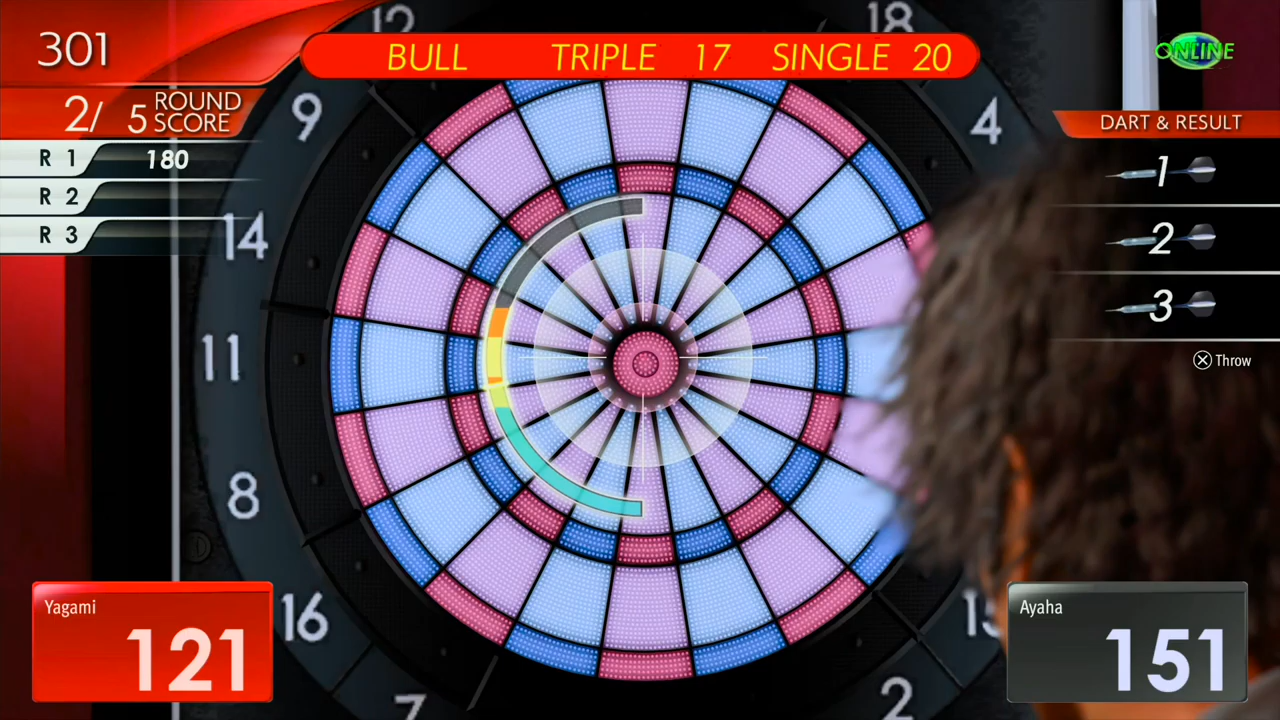 301
BULL TRIPLE 17 SINGLE 20
ONLINE
2/ 5 ROUND SCORE
R 1 180
R 2
R 3
DART & RESULT
1
2
3
Throw
12
18
9
4
14
11
8
16
15
7
2
Yagami
121
Ayaha
151